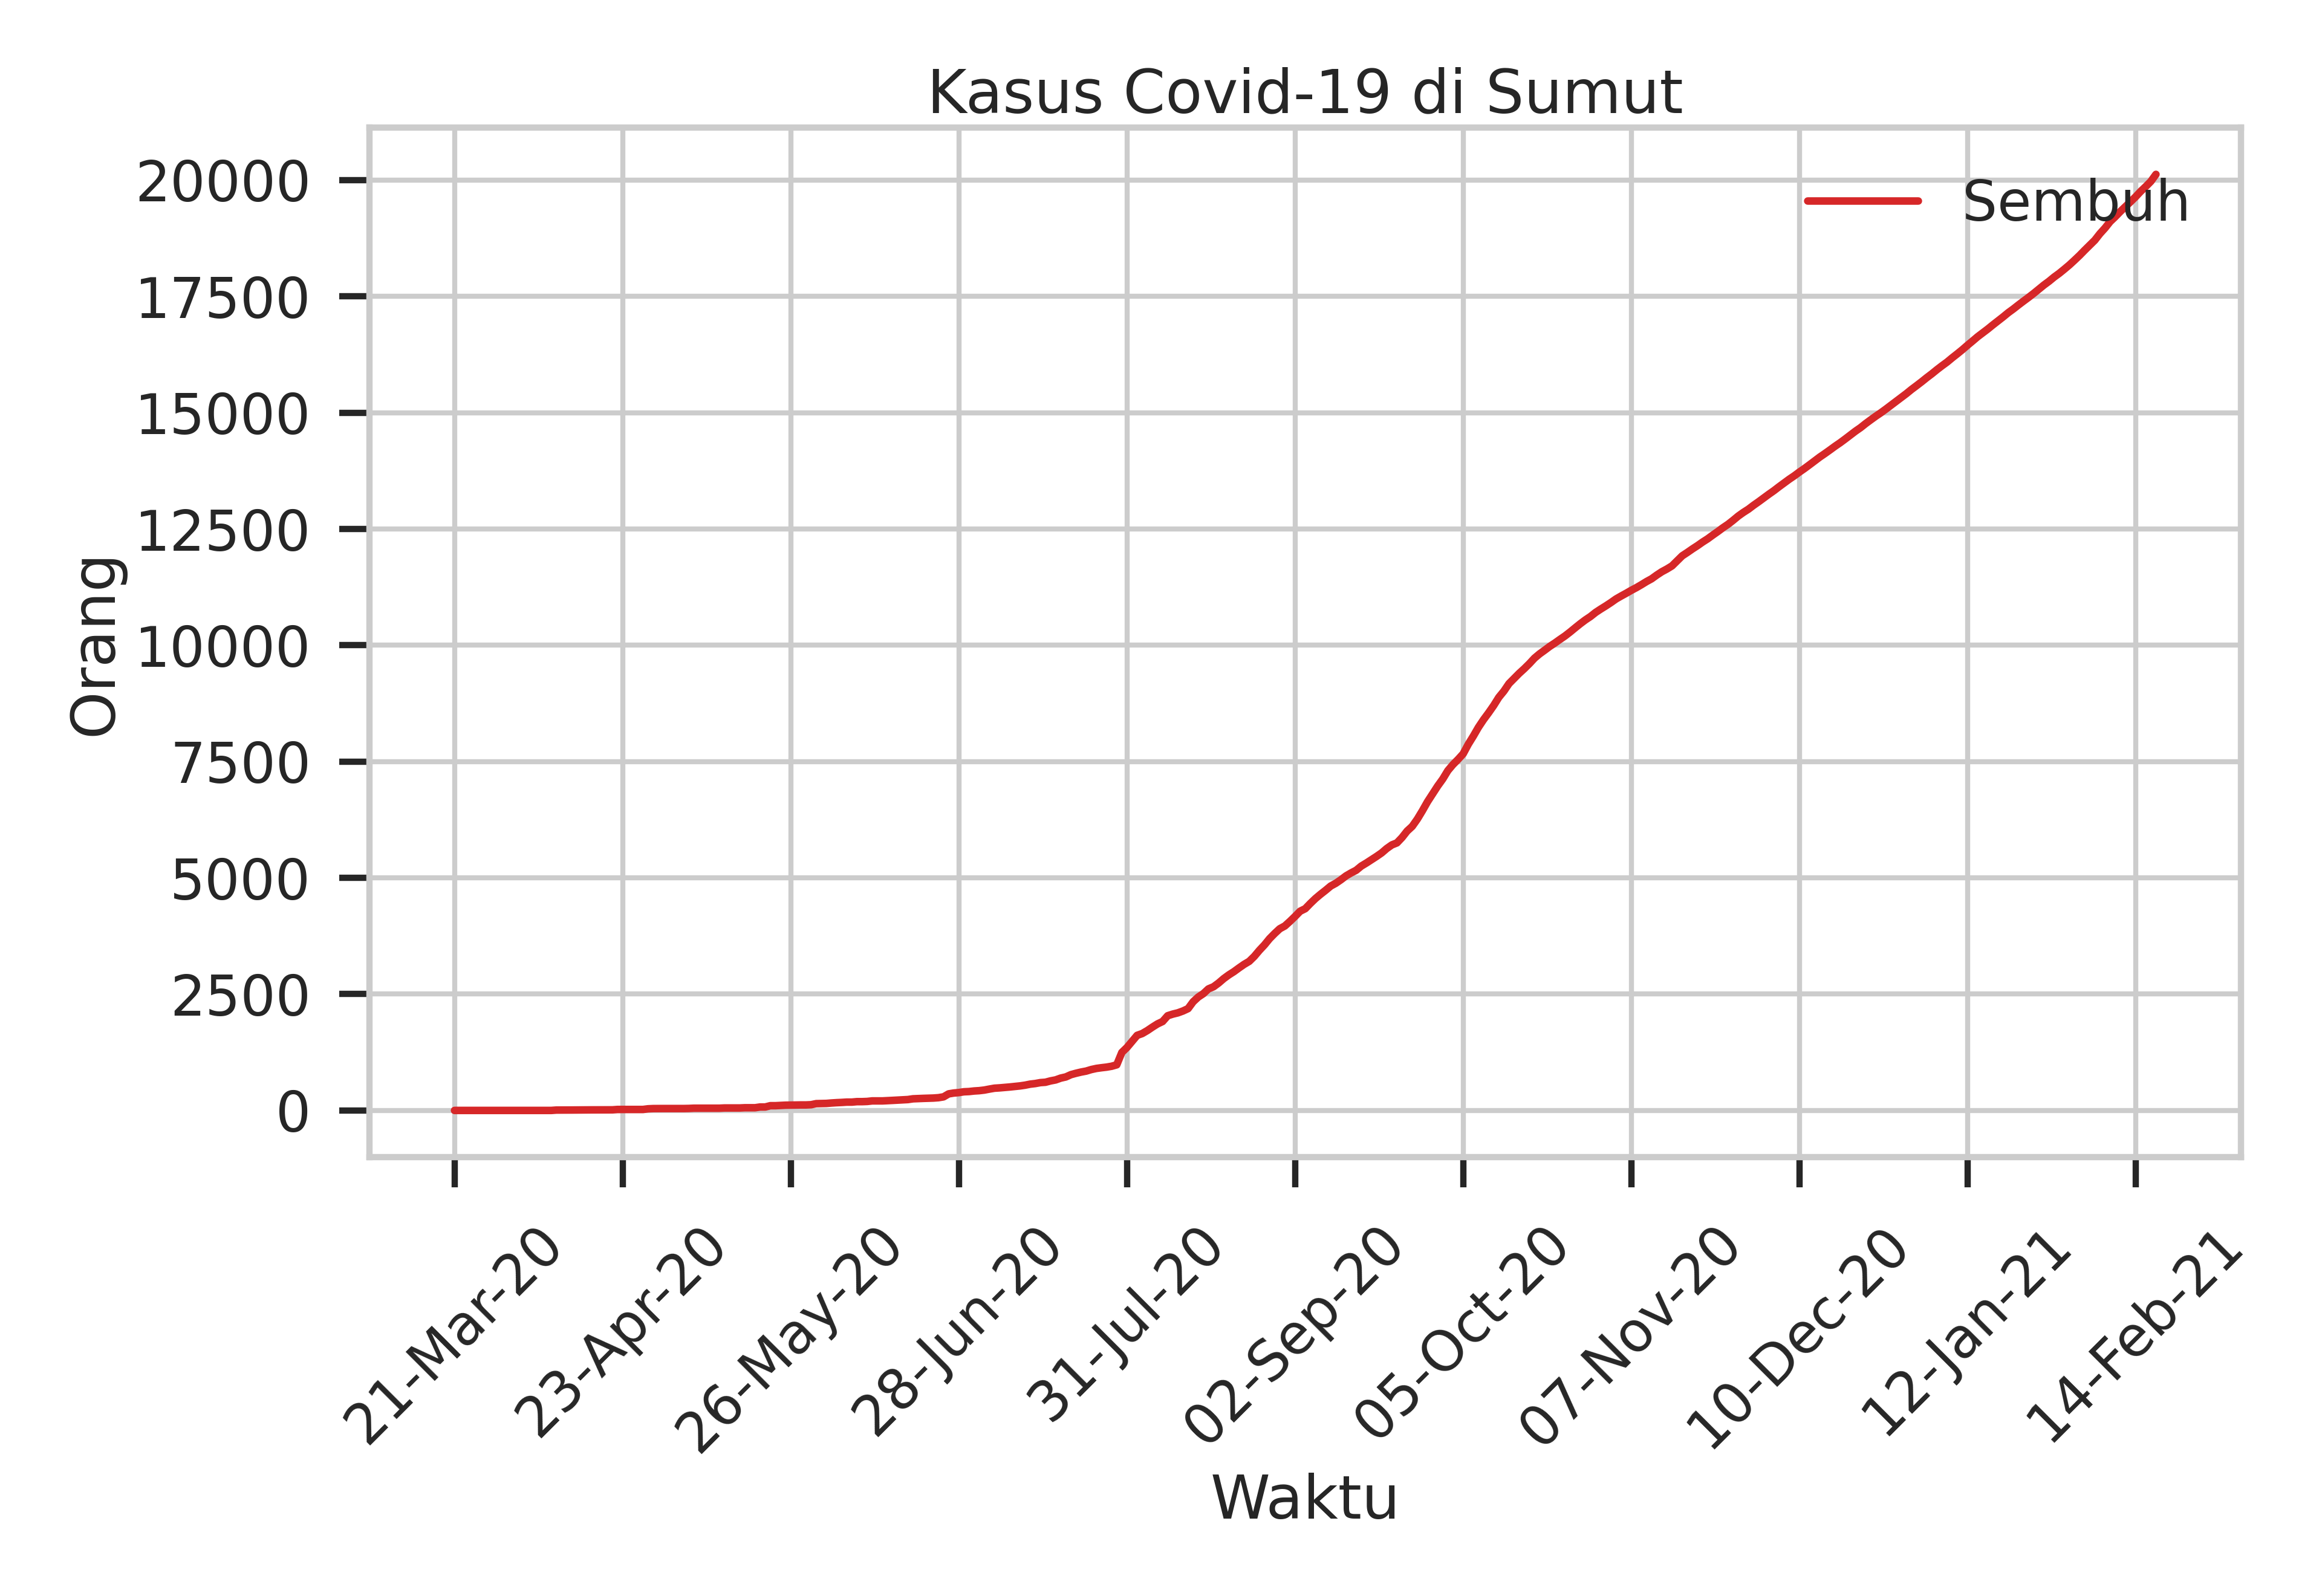 Kasus Covid-19 di Sumut
Sembuh
20000
17500
15000
12500
10000
7500
5000
2500
0
Orang
21-Mar-20
23-Apr-20
26-May-20
28-Jun-20
31-Jul-20
02-Sep-20
05-Oct-20
07-Nov-20
10-Dec-20
12-Jan-21
14-Feb-21
Waktu